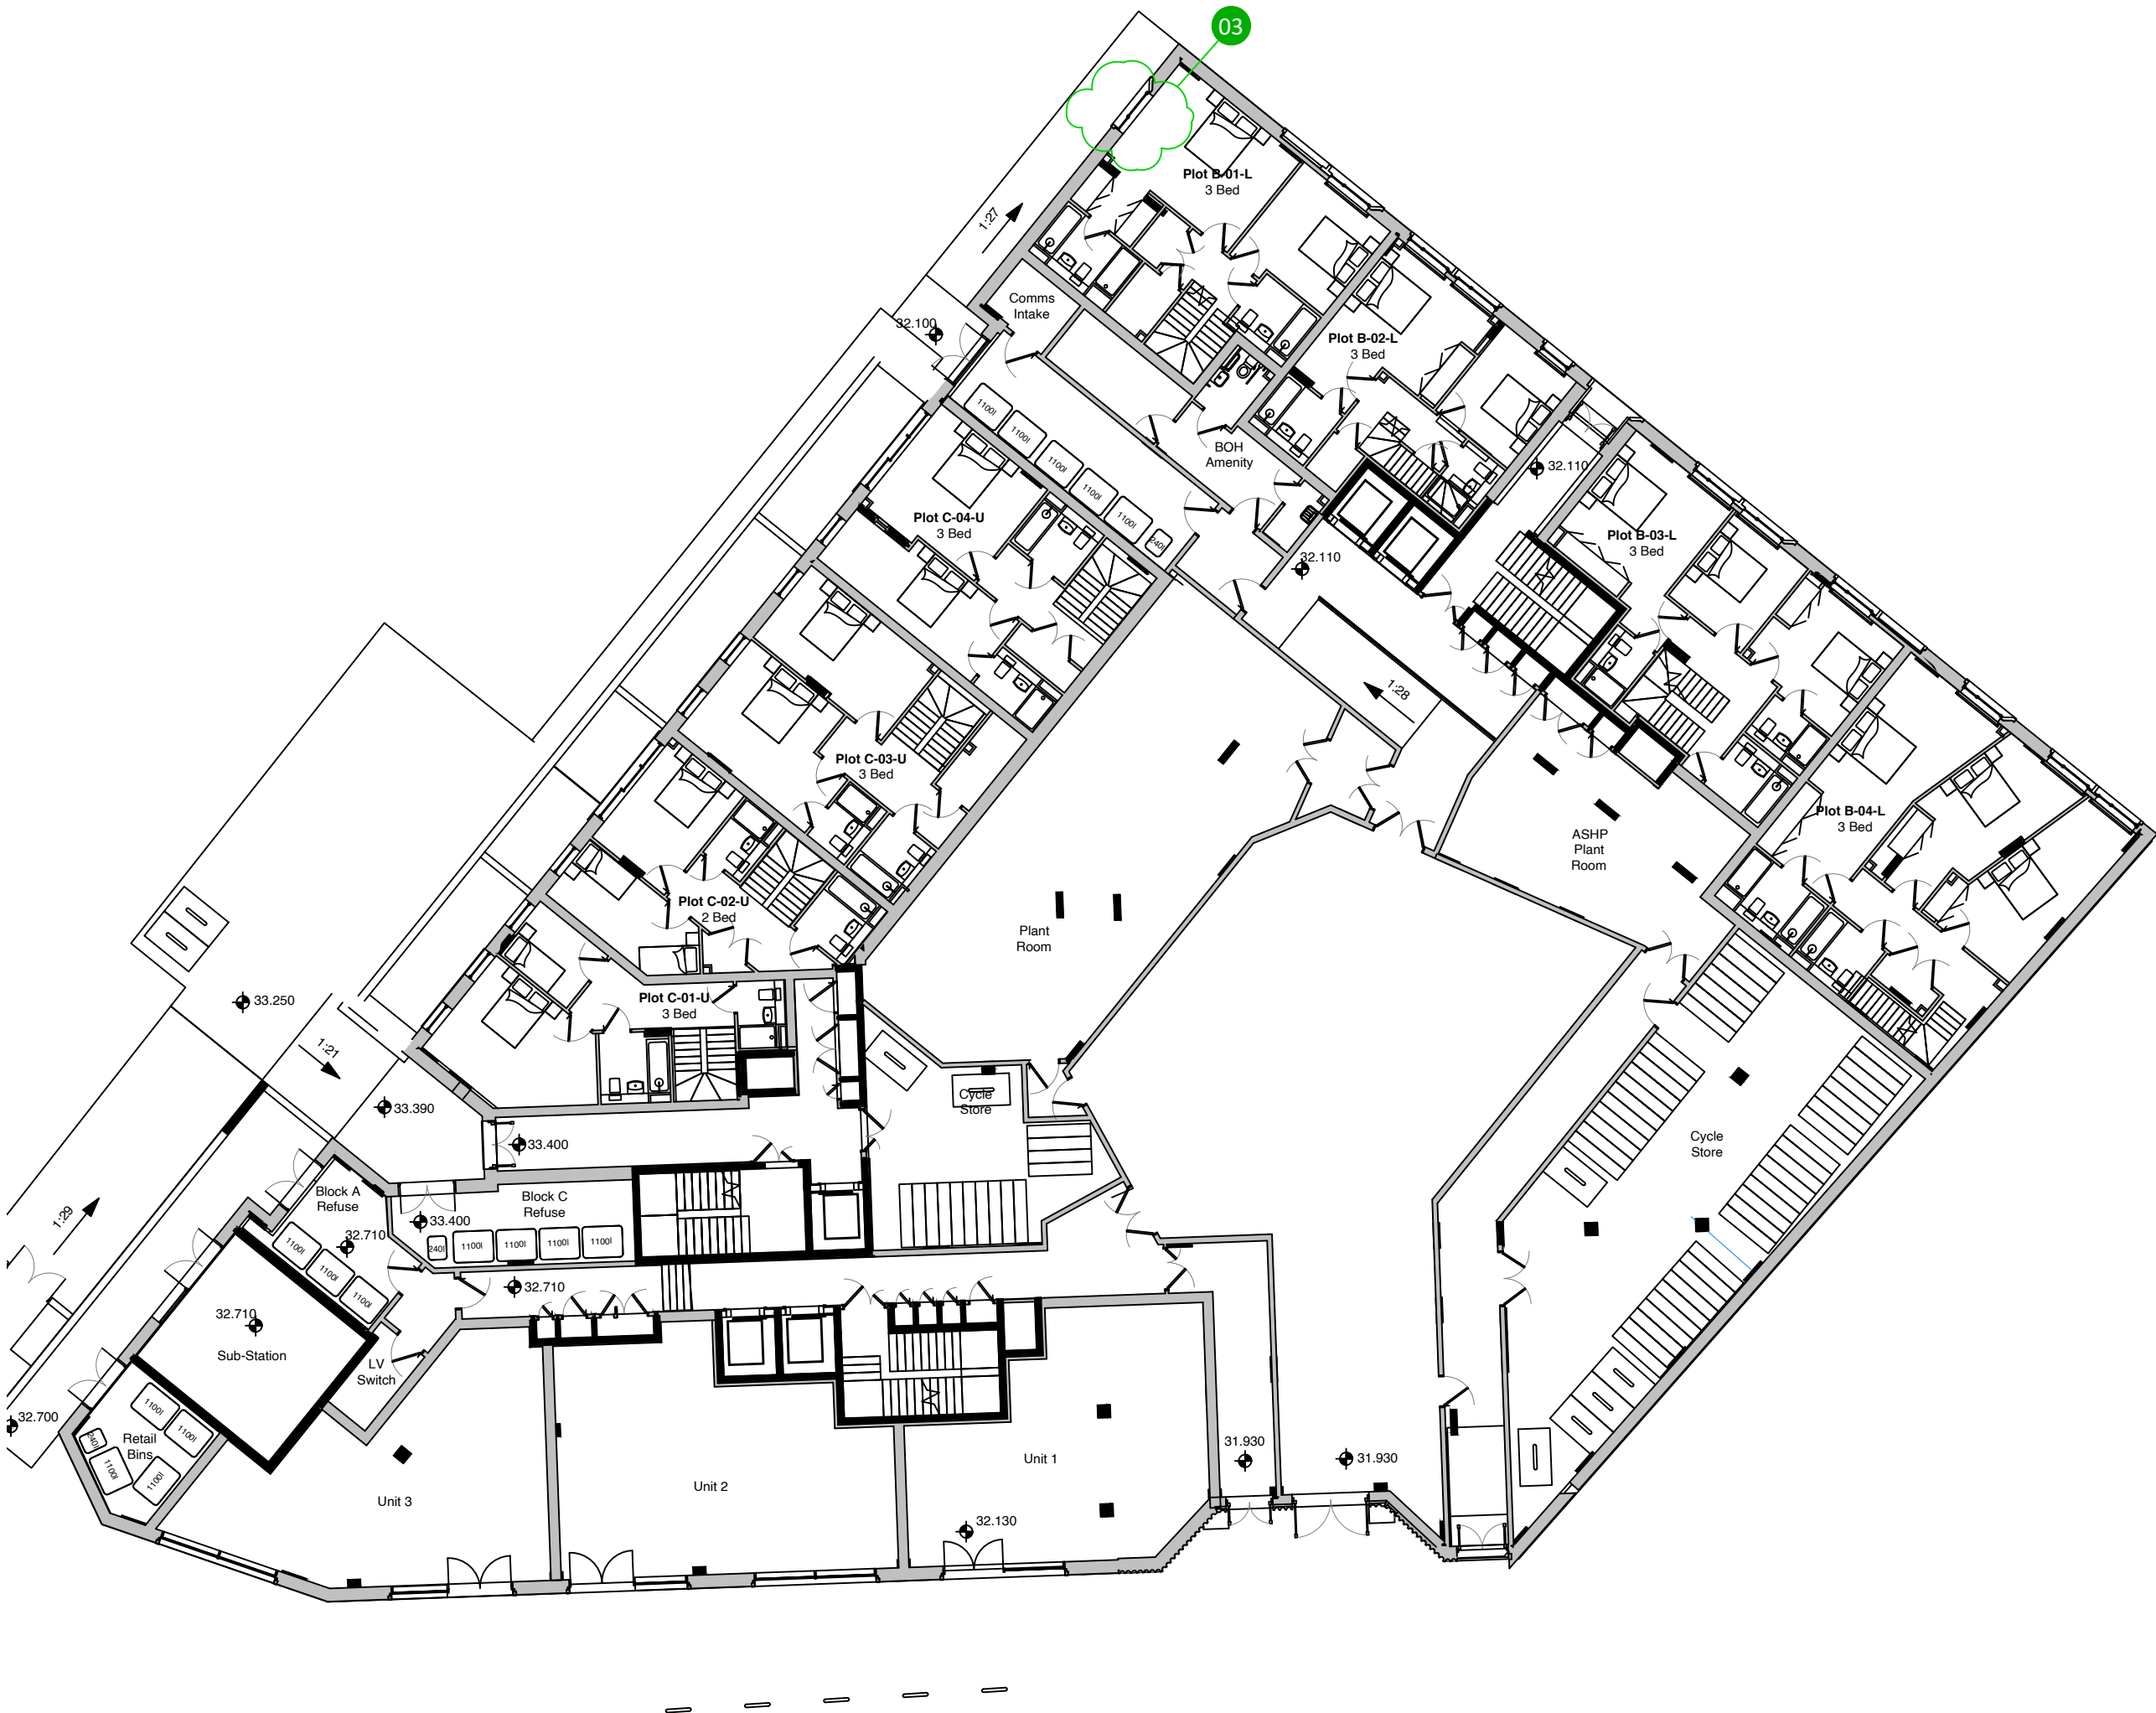 03
Plot B-01-L
3 Bed
1:27
Comms
Intake
32.100
Plot B-02-L
3 Bed
1100l
1100l
1100l
1100l
1100l
240l
BOH
Amenity
32.110
Plot C-04-U
3 Bed
Plot B-03-L
3 Bed
32.110
1:28
Plot C-03-U
3 Bed
Plot B-04-L
3 Bed
ASHP
Plant
Room
Plot C-02-U
2 Bed
Plant
Room
33.250
Plot C-01-U
3 Bed
1:21
33.390
Cycle
Store
33.400
Cycle
Store
Block A
Refuse
Block C
Refuse
1:29
33.400
32.710
240l
1100l
1100l
1100l
1100l
1100l
1100l
1100l
32.710
32.710
Sub-Station
LV
Switch
32.700
1100l
1100l
240l
Retail
Bins
1100l
1100l
Unit 3
Unit 2
Unit 1
31.930
31.930
32.130